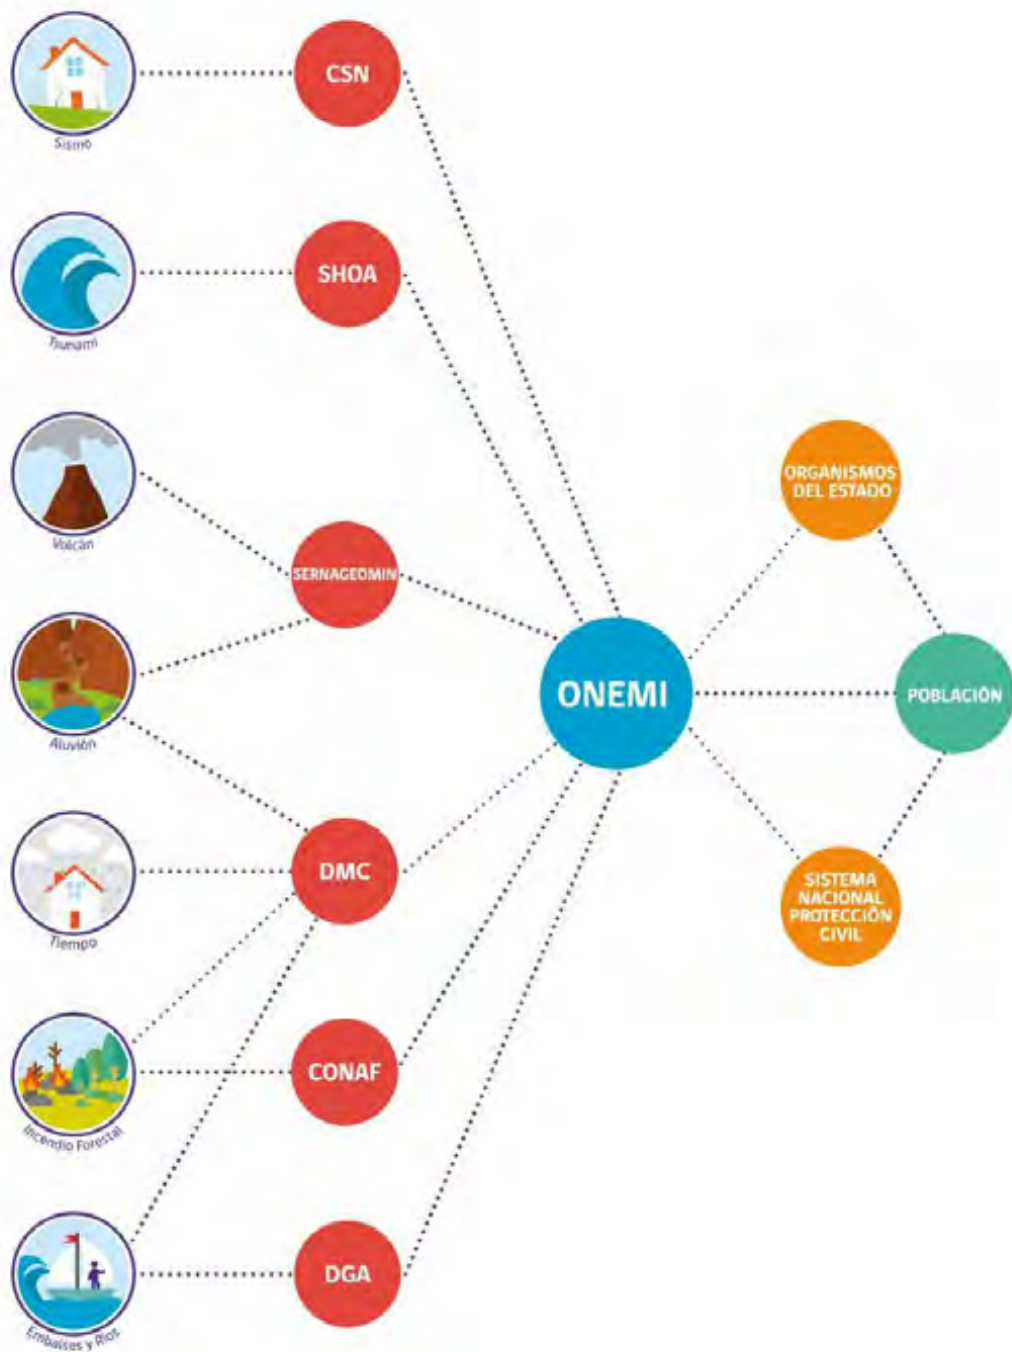 CSN
Sismo
SHOA
Tsunami
Volcán
ORGANISMOS
DEL ESTADO
SERNAGEOMIN
ONEMI
POBLACIÓN
Aluvión
DMC
SISTEMA
NACIONAL
PROTECCIÓN
CIVIL
Tiempo
CONAF
Incendio Forestal
DGA
Embalses y Ríos